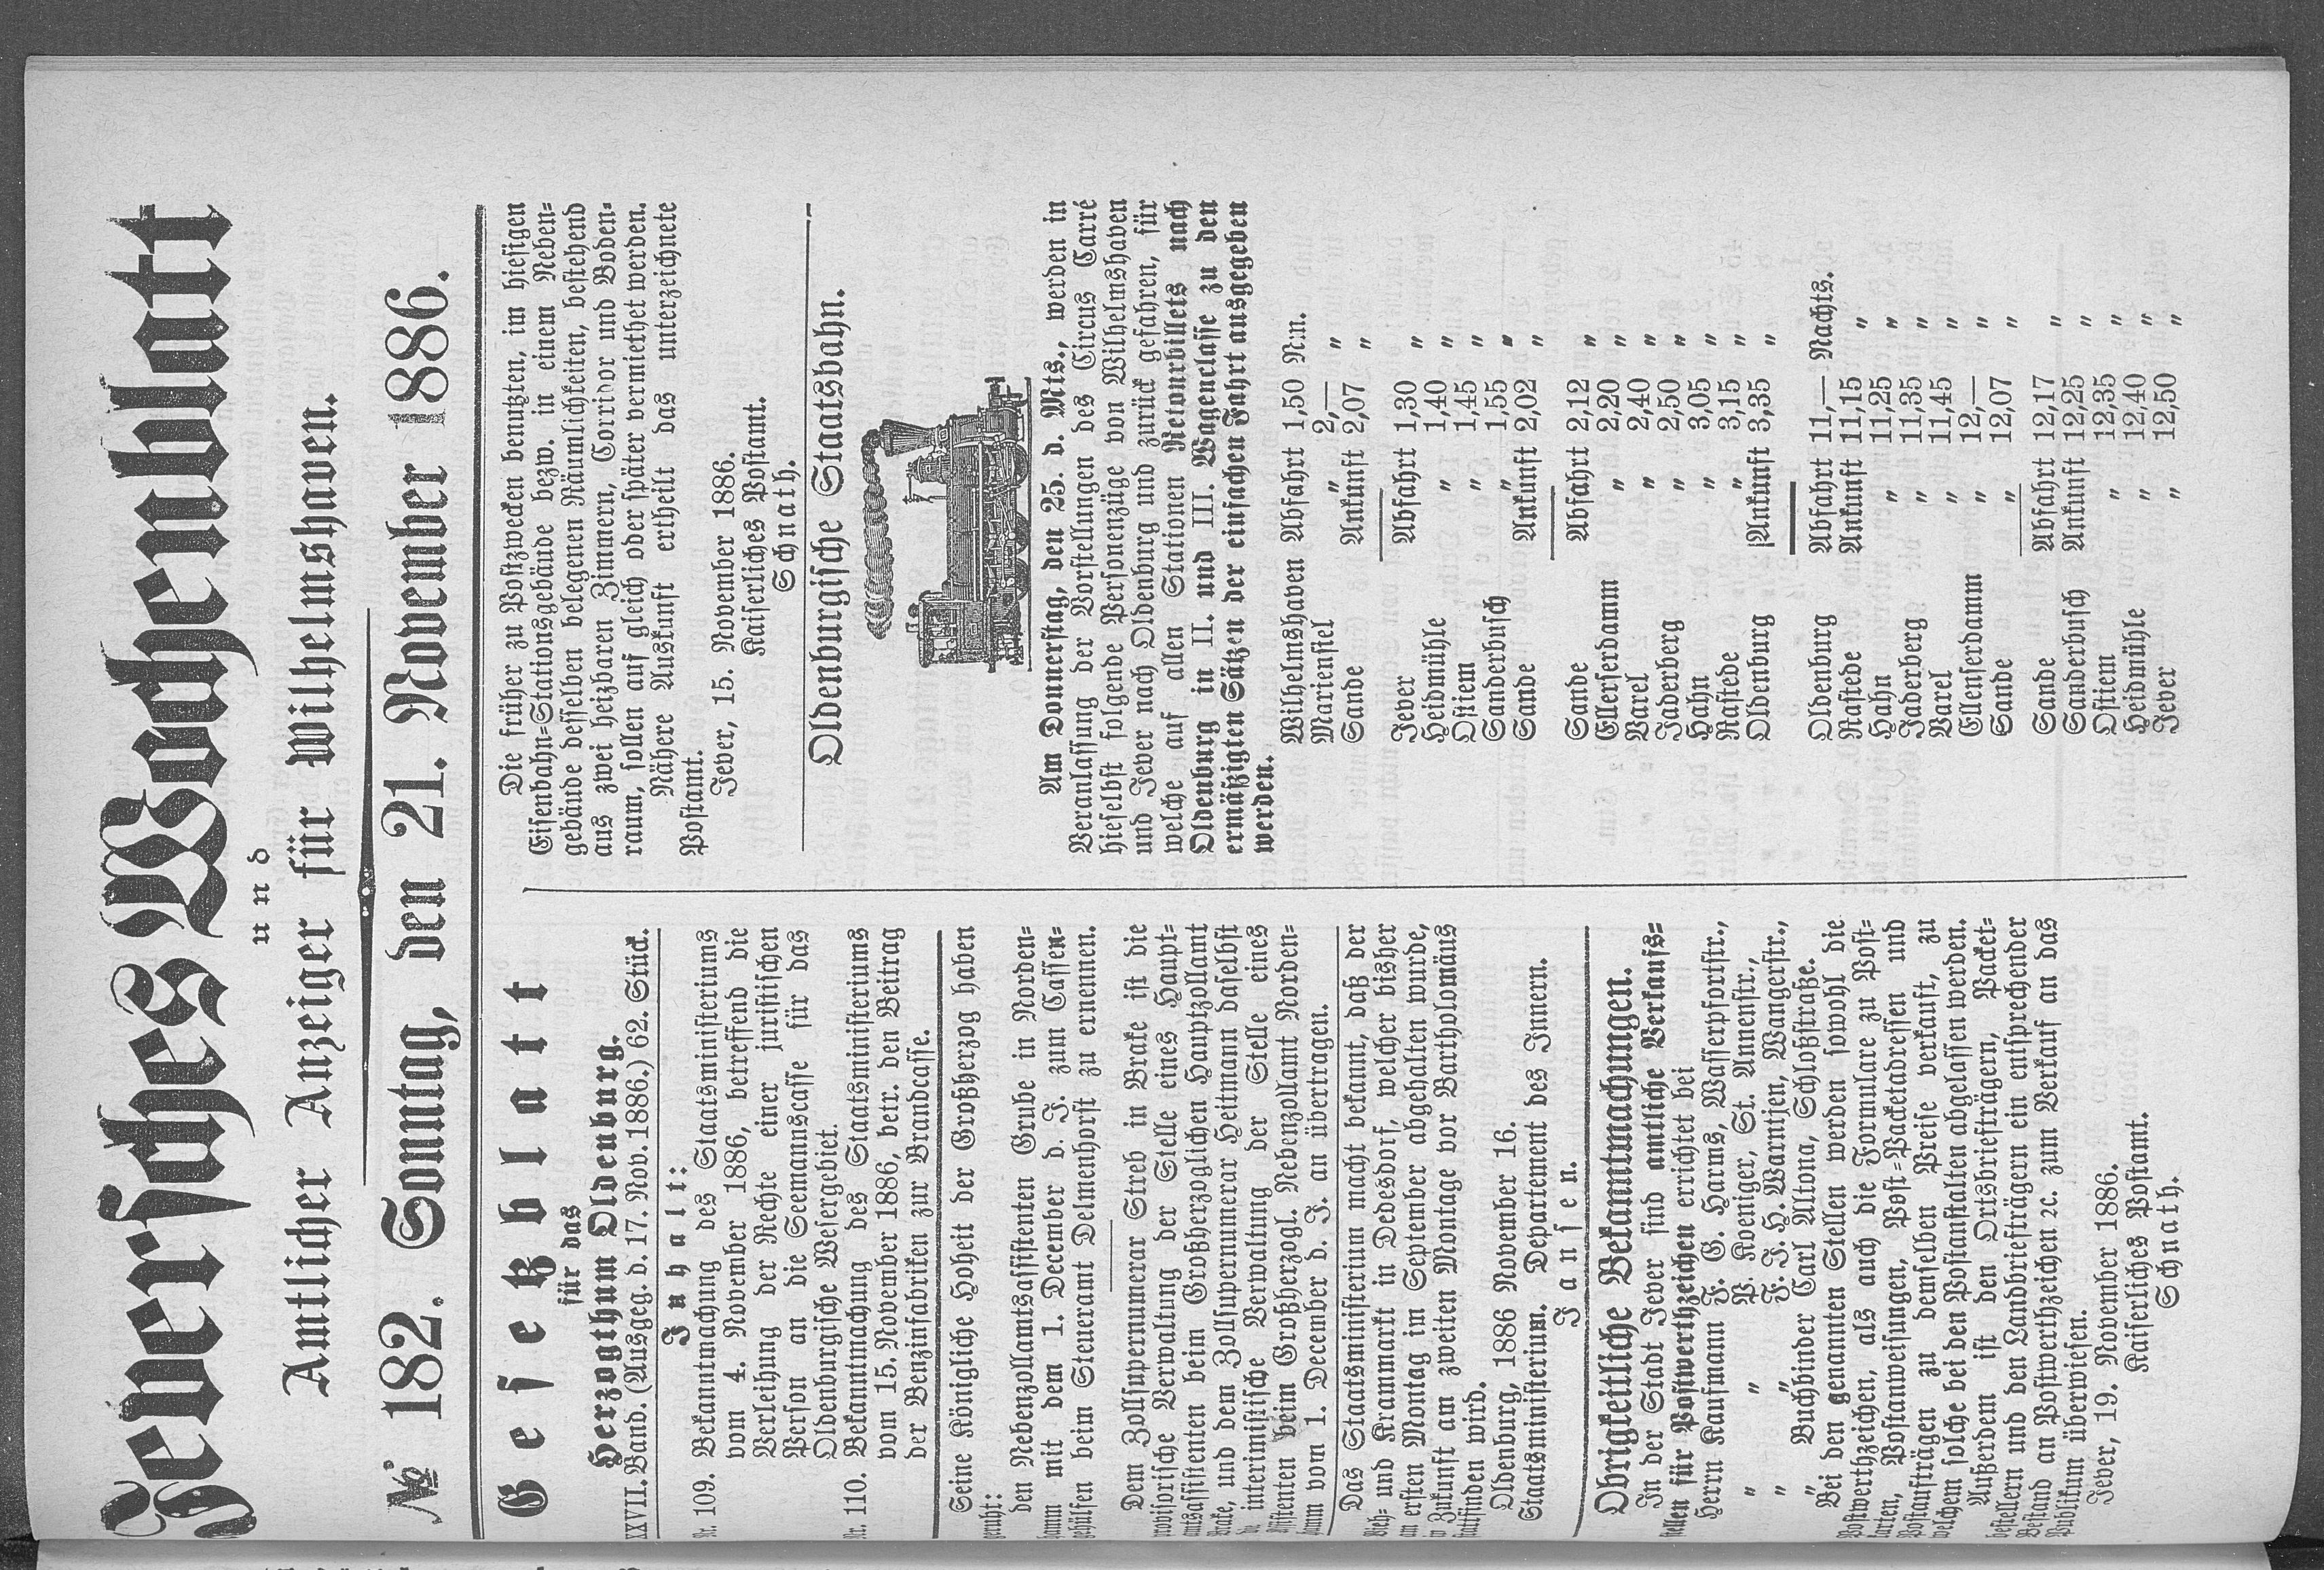 Jeversches Wochenblatt
und
Amtlicher Anzeiger für Wilhelmshaven.
№ 182. Sonntag, den 21. November 1886.
Gesetzblatt
für das
Herzogthum Oldenburg.
XXVII. Band. (Ausgeg. d. 17. Nov. 1886.) 62. Stück.
Inhalt:
Nr. 109. Bekanntmachung des Staatsministeriums
vom 4. November 1886, betreffend die
Verleihung der Rechte einer juristischen
Person an die Seemannscasse für das
Oldenburgische Wesergebiet.
Nr. 110. Bekanntmachung des Staatsministeriums
vom 15. November 1886, betr. den Beitrag
der Benzinfabriken zur Brandcasse.
Seine Königliche Hoheit der Großherzog haben
geruht:
den Nebenzollamtsassistenten Grube in Norden-
hamm mit dem 1. December d. J. zum Cassen-
gehülfen beim Steueramt Delmenhorst zu ernennen.
Dem Zollsupernumerar Streb in Brake ist die
provisorische Verwaltung der Stelle eines Haupt-
amtsassistenten beim Großherzoglichen Hauptzollamt
Brake, und dem Zollsupernumerar Heitmann daselbst
die interimistische Verwaltung der Stelle eines
Assistenten beim Großherzogl. Nebenzollamt Norden-
hamm vom 1. December d. J. an übertragen.
Das Staatsministerium macht bekannt, daß der
Vieh- und Krammarkt in Dedesdorf, welcher bisher
am ersten Montag im September abgehalten wurde,
in Zukunft am zweiten Montage vor Bartholomäus
stattfinden wird.
Oldenburg, 1886 November 16.
Staatsministerium. Departement des Innern.
Jansen.
Obrigkeitliche Bekanntmachungen.
In der Stadt Jever sind amtliche Verkaufs-
stellen für Postwerthzeichen errichtet bei
Herrn Kaufmann F. G. Harms, Wasserpfortstr.,
" " P. Koeniger, St. Annenstr.,
" " F. J. H. Warntjen, Wangerstr.,
" Buchbinder Carl Altona, Schloßstraße.
Bei den genannten Stellen werden sowohl die
Postwerthzeichen, als auch die Formulare zu Post-
karten, Postanweisungen, Post-Packetadressen und
Postaufträgen zu demselben Preise verkauft, zu
welchem solche bei den Postanstalten abgelassen werden.
Außerdem ist den Ortsbriefträgern, Packet-
bestellern und den Landbriefträgern ein entsprechender
Bestand an Postwerthzeichen 2c. zum Verkauf an das
Publikum überwiesen.
Jever, 19. November 1886.
Kaiserliches Postamt.
Schnath.
Die früher zu Postzwecken benutzten, im hiesigen
Eisenbahn-Stationsgebäude bezw. in einem Neben-
gebäude desselben belegenen Räumlichkeiten, bestehend
aus zwei heizbaren Zimmern, Corridor und Boden-
raum, sollen auf gleich oder später vermiethet werden.
Nähere Auskunft ertheilt das unterzeichnete
Postamt.
Jever, 15. November 1886.
Kaiserliches Postamt.
Schnath.
Oldenburgische Staatsbahn.
Am Donnerstag, den 25. d. Mts., werden in
Veranlassung der Vorstellungen des Circus Carré
hieselbst folgende Personenzüge von Wilhelmshaven
und Jever nach Oldenburg und zurück gefahren, für
welche auf allen Stationen Retourbillets nach
Oldenburg in II. und III. Wagenclasse zu den
ermäßigten Sätzen der einfachen Fahrt ausgegeben
werden.
Wilhelmshaven Abfahrt 1,50 N:n.
Mariensiel " 2,— "
Sande Ankunft 2,07 "
Jever Abfahrt 1,30 "
Heidmühle " 1,40 "
Ostiem " 1,45 "
Sanderbusch " 1,55 "
Sande Ankunft 2,02 "
Sande Abfahrt 2,12 "
Ellenserdamm " 2,20 "
Varel " 2,40 "
Jaderberg " 2,50 "
Hahn " 3,05 "
Rastede " 3,15 "
Oldenburg Ankunft 3,35 "
Oldenburg Abfahrt 11,— Nachts.
Rastede Ankunft 11,15 "
Hahn " 11,25 "
Jaderberg " 11,35 "
Varel " 11,45 "
Ellenserdamm " 12,— "
Sande " 12,07 "
Sande Abfahrt 12,17 "
Sanderbusch Ankunft 12,25 "
Ostiem " 12,35 "
Heidmühle " 12,40 "
Jever " 12,50 "